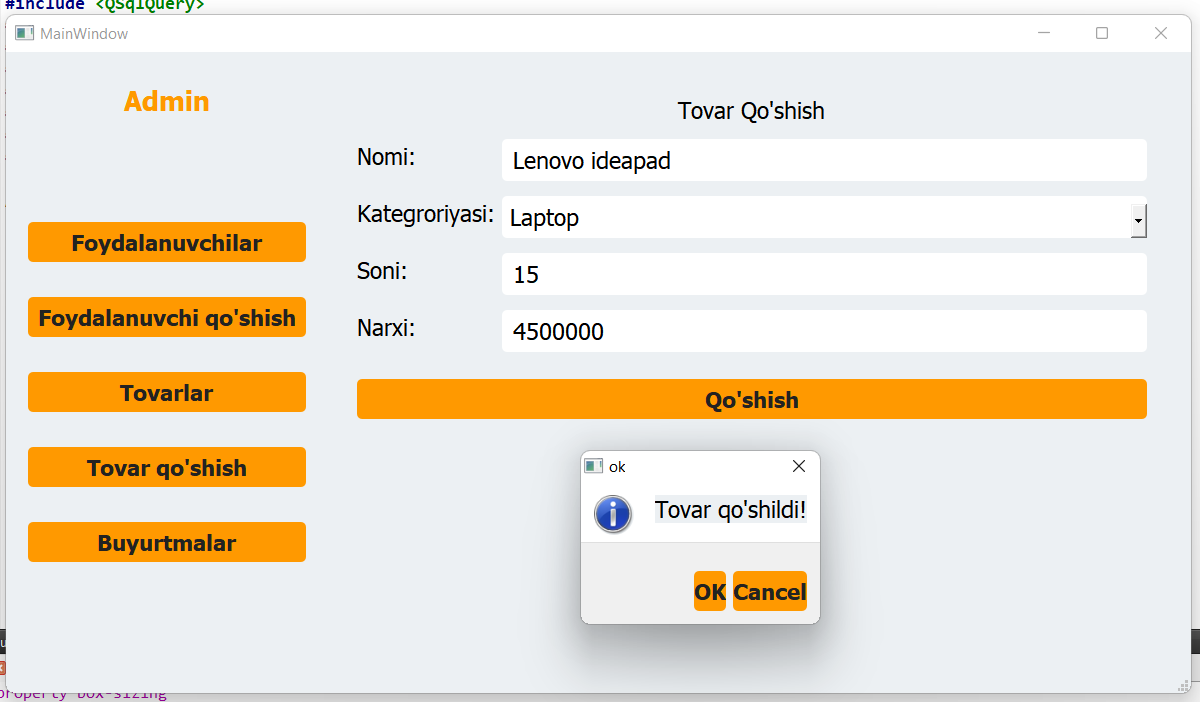 #include <QSqlQuery>
MainWindow
Admin
Foydalanuvchilar
Foydalanuvchi qo'shish
Tovarlar
Tovar qo'shish
Buyurtmalar
Tovar Qo'shish
Nomi: Lenovo ideapad
Kategroriyasi: Laptop
Soni: 15
Narxi: 4500000
Qo'shish
ok
Tovar qo'shildi!
OK Cancel
property box-sizing